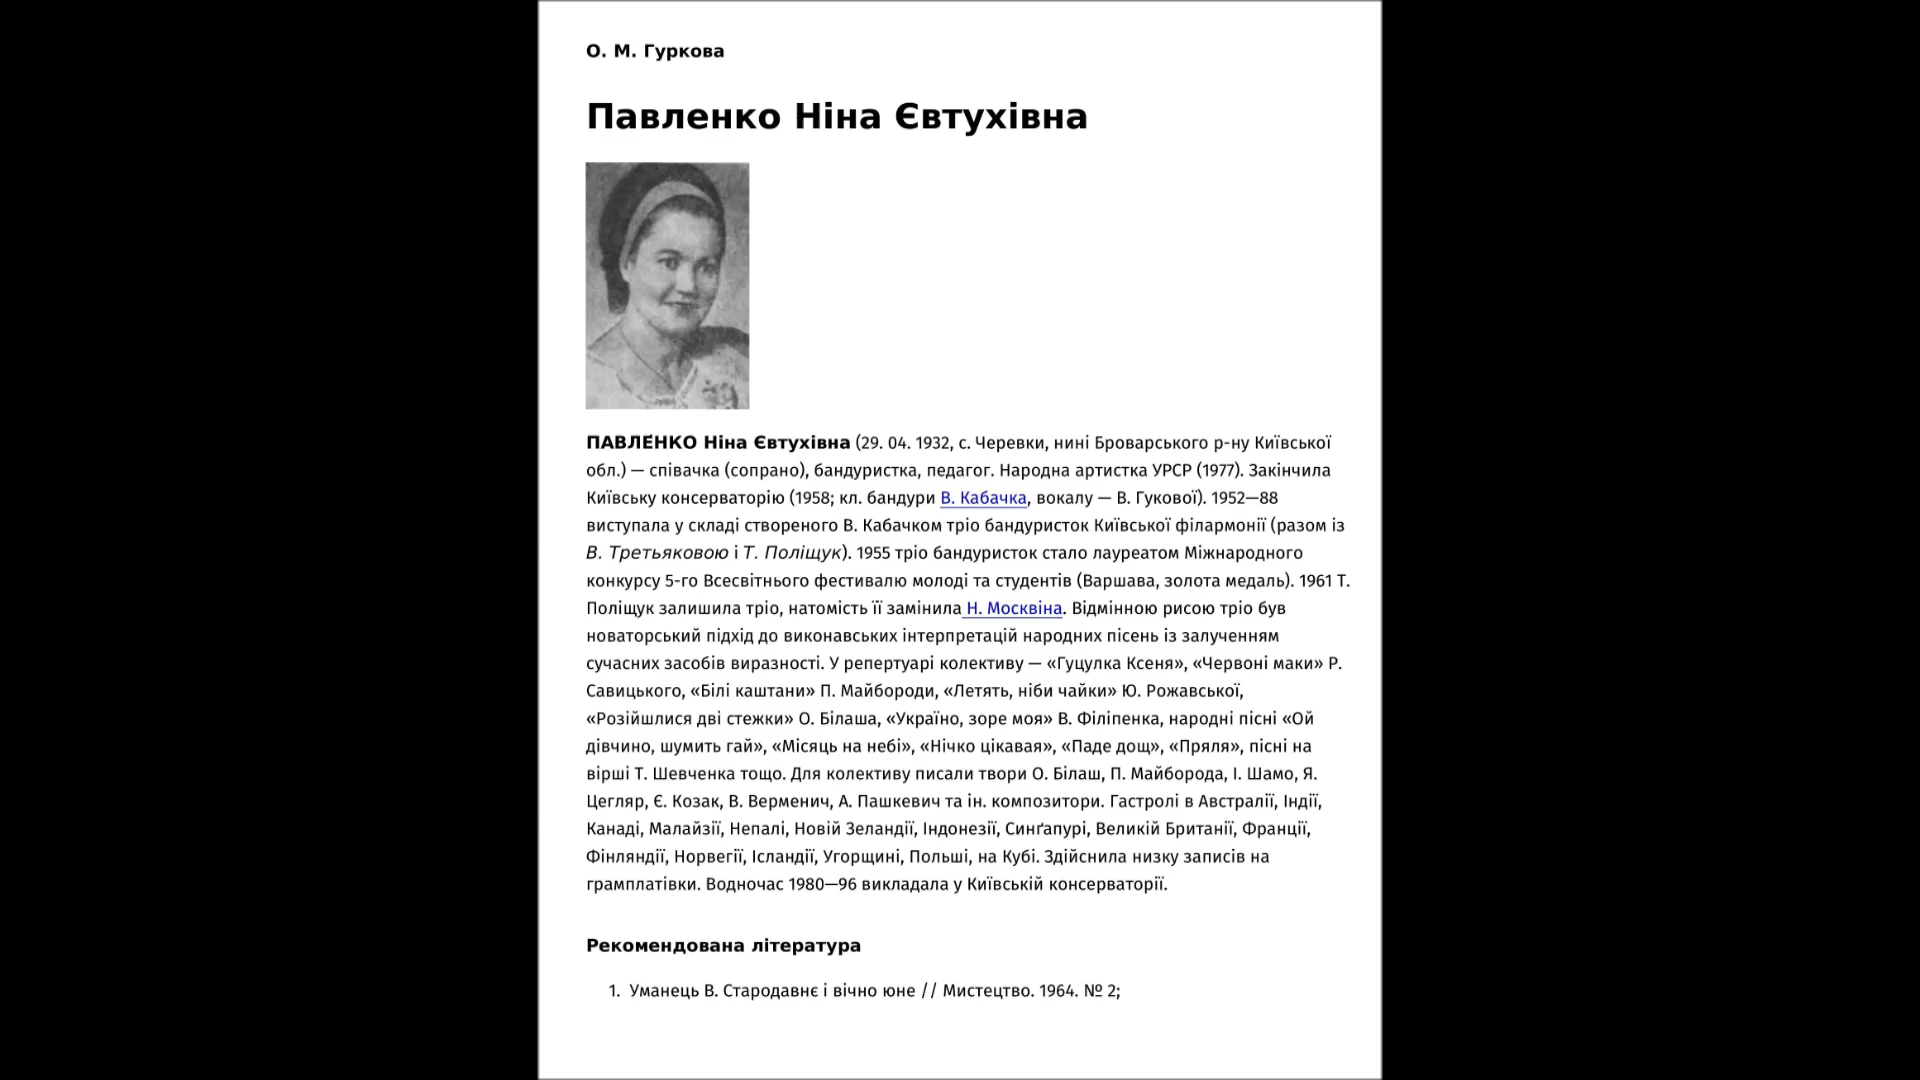 О. М. Гуркова
Павленко Ніна Євтухівна
ПАВЛЕ́НКО Ніна Євтухівна (29. 04. 1932, с. Черевки, нині Броварського р-ну Київської
обл.) — співачка (сопрано), бандуристка, педагог. Народна артистка УРСР (1977). Закінчила
Київську консерваторію (1958; кл. бандури В. Кабачка, вокалу — В. Гукової). 1952—88
виступала у складі створеного В. Кабачком тріо бандуристок Київської філармонії (разом із
В. Третьяковою і Т. Поліщук). 1955 тріо бандуристок стало лауреатом Міжнародного
конкурсу 5-го Всесвітнього фестивалю молоді та студентів (Варшава, золота медаль). 1961 Т.
Поліщук залишила тріо, натомість її замінила Н. Москвіна. Відмінною рисою тріо був
новаторський підхід до виконавських інтерпретацій народних пісень із залученням
сучасних засобів виразності. У репертуарі колективу — «Гуцулка Ксеня», «Червоні маки» Р.
Савицького, «Білі каштани» П. Майбороди, «Летять, ніби чайки» Ю. Рожавської,
«Розійшлися дві стежки» О. Білаша, «Україно, зоре моя» В. Філіпенка, народні пісні «Ой
дівчино, шумить гай», «Місяць на небі», «Нічко цікавая», «Паде дощ», «Пряля», пісні на
вірші Т. Шевченка тощо. Для колективу писали твори О. Білаш, П. Майборода, І. Шамо, Я.
Цегляр, Є. Козак, В. Верменич, А. Пашкевич та ін. композитори. Гастролі в Австралії, Індії,
Канаді, Малайзії, Непалі, Новій Зеландії, Індонезії, Синґапурі, Великій Британії, Франції,
Фінляндії, Норвегії, Ісландії, Угорщині, Польші, на Кубі. Здійснила низку записів на
грамплатівки. Водночас 1980—96 викладала у Київській консерваторії.
Рекомендована література
1. Уманець В. Стародавнє і вічно юне // Мистецтво. 1964. № 2;